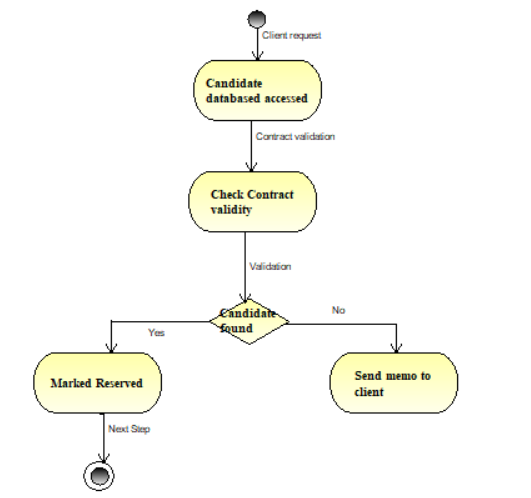 Client request
Candidate
databased accessed
Contract validation
Check Contract
validity
Validation
Candidate
found
No
Yes
Marked Reserved
Send memo to
client
Next Step